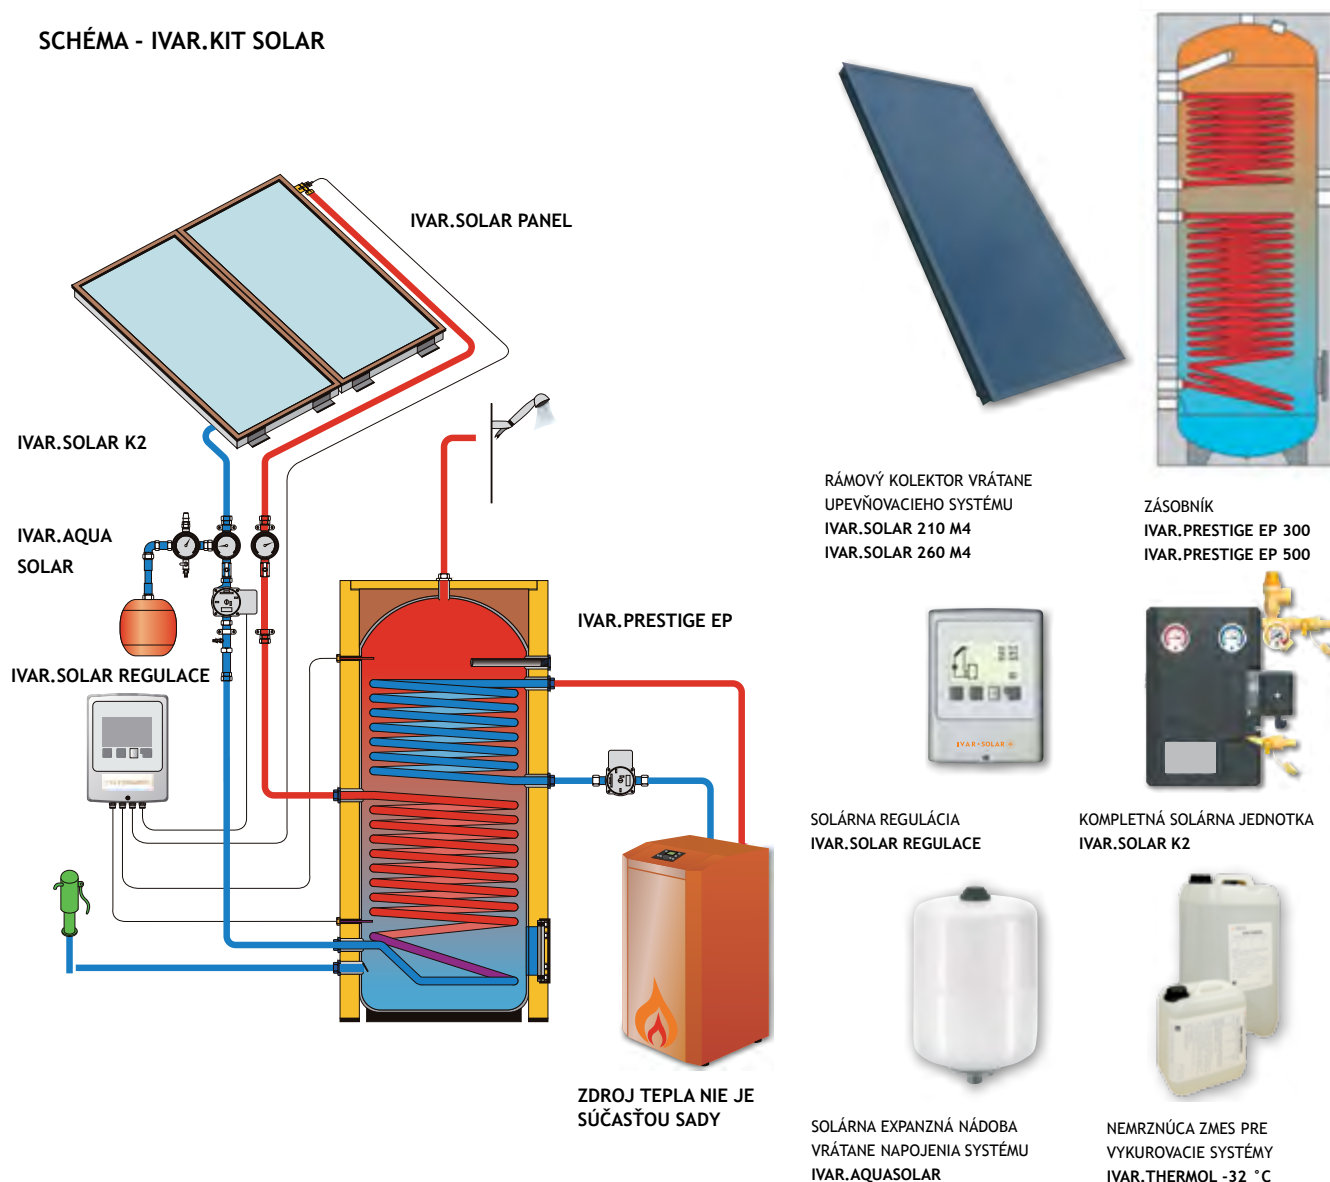 SCHÉMA - IVAR.KIT SOLAR
IVAR.SOLAR PANEL
IVAR.SOLAR K2
IVAR.AQUA
SOLAR
IVAR.PRESTIGE EP
IVAR.SOLAR REGULACE
ZDROJ TEPLA NIE JE
SÚČASŤOU SADY
RÁMOVÝ KOLEKTOR VRÁTANE
UPEVŇOVACIEHO SYSTÉMU
IVAR.SOLAR 210 M4
IVAR.SOLAR 260 M4
ZÁSOBNÍK
IVAR.PRESTIGE EP 300
IVAR.PRESTIGE EP 500
IVAR·SOLAR
SOLÁRNA REGULÁCIA
IVAR.SOLAR REGULACE
KOMPLETNÁ SOLÁRNA JEDNOTKA
IVAR.SOLAR K2
SOLÁRNA EXPANZNÁ NÁDOBA
VRÁTANE NAPOJENIA SYSTÉMU
IVAR.AQUASOLAR
NEMRZNÚCA ZMES PRE
VYKUROVACIE SYSTÉMY
IVAR.THERMOL -32 °C